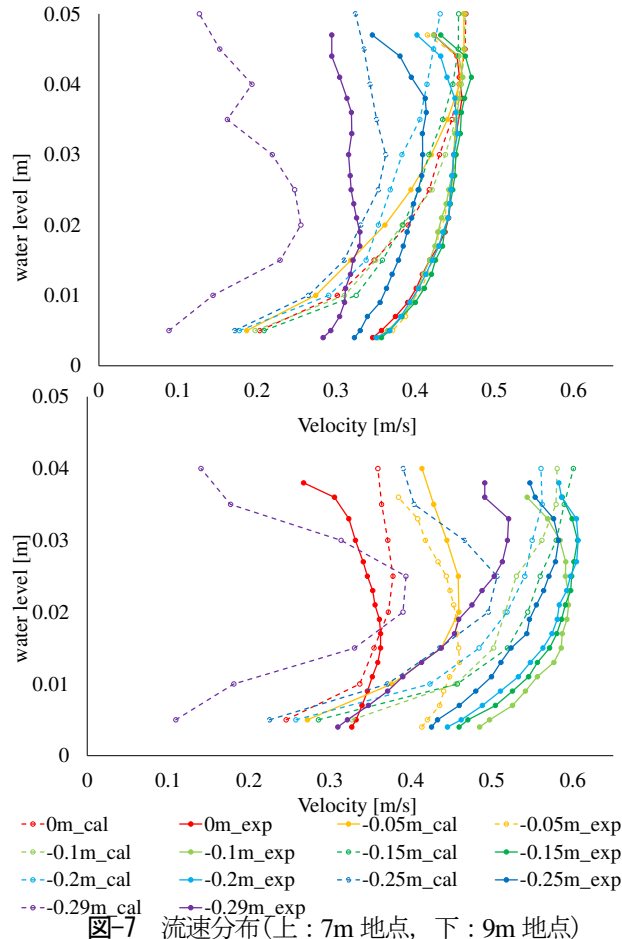 0.05
0.04
0.03
0.02
0.01
0
water level [m]
0 0.1 0.2 0.3 0.4 0.5 0.6
Velocity [m/s]
0.05
0.04
0.03
0.02
0.01
0
water level [m]
0 0.1 0.2 0.3 0.4 0.5 0.6
Velocity [m/s]
0m_cal 0m_exp -0.05m_cal -0.05m_exp
-0.1m_cal -0.1m_exp -0.15m_cal -0.15m_exp
-0.2m_cal -0.2m_exp -0.25m_cal -0.25m_exp
-0.29m_cal -0.29m_exp
図-7 流速分布(上:7m 地点, 下:9m 地点)